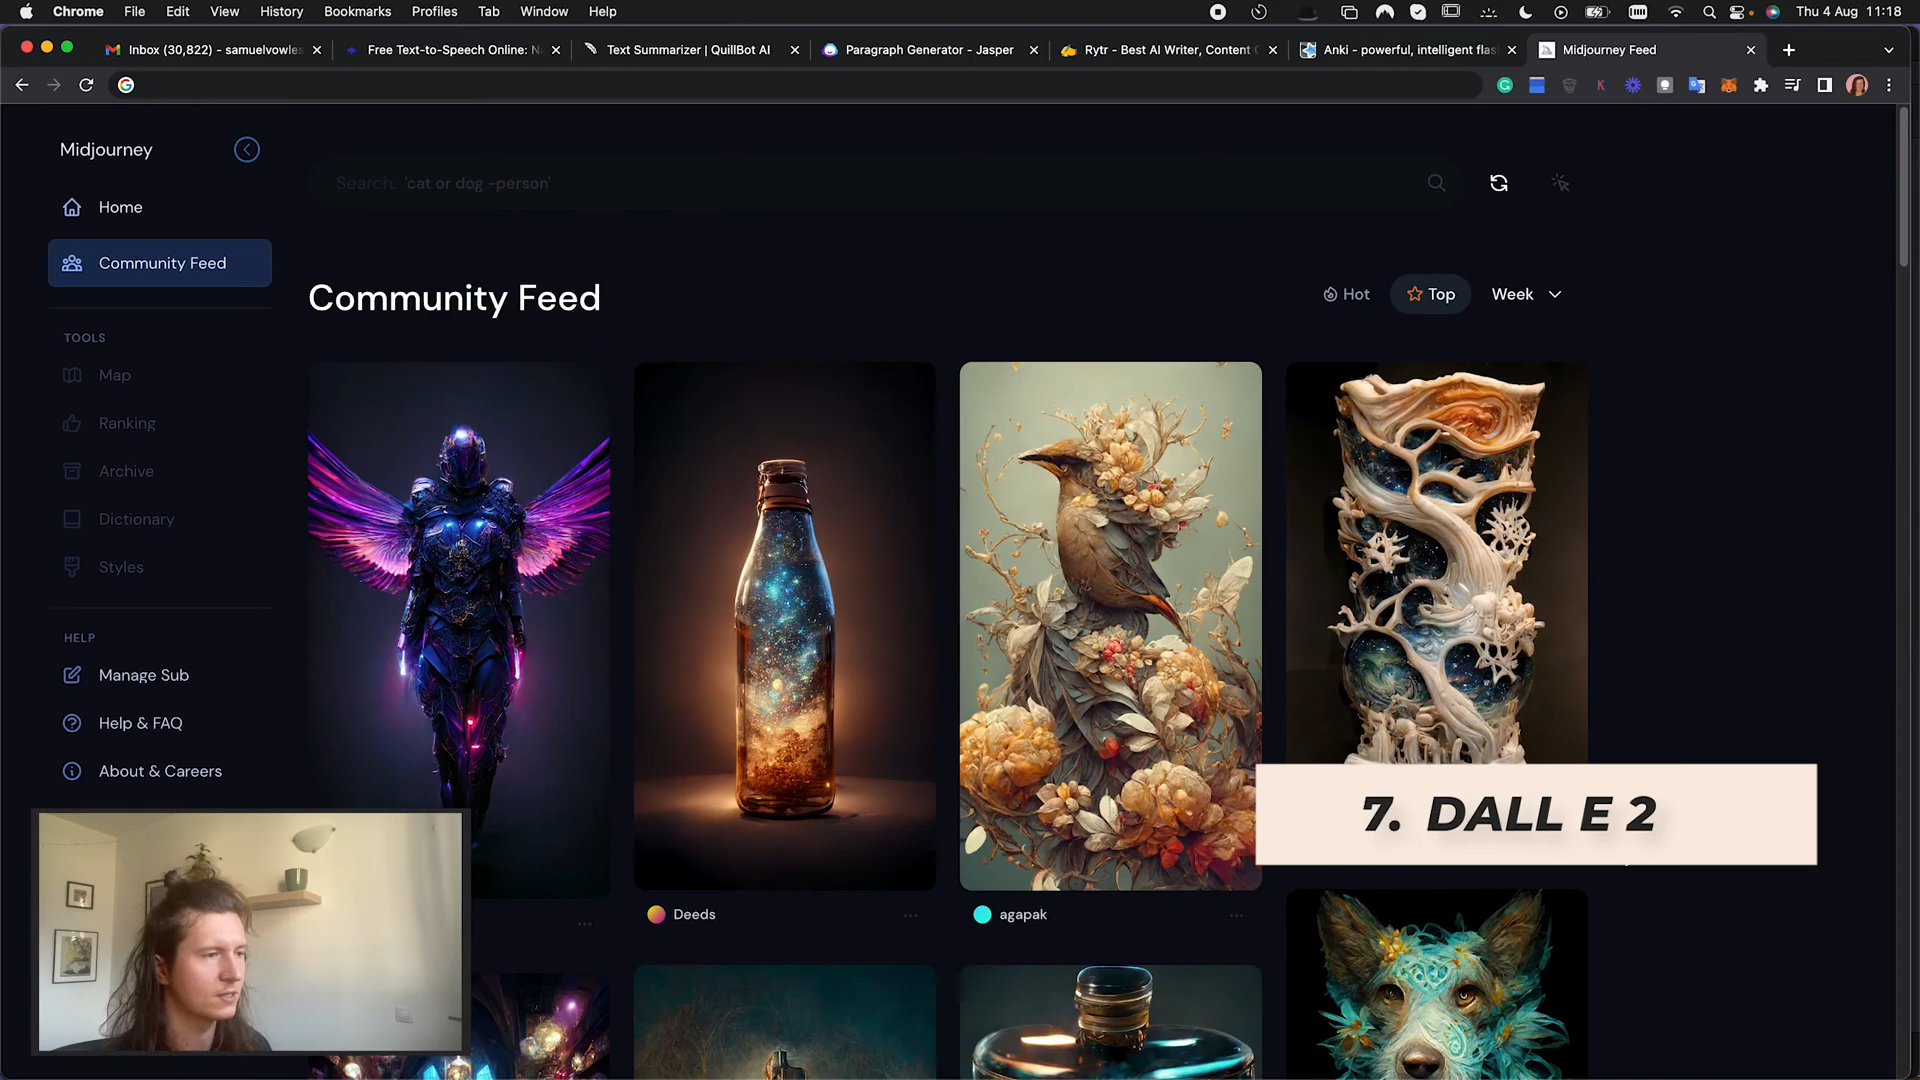 Chrome File Edit View History Bookmarks Profiles Tab Window Help
Thu 4 Aug 11:18
Inbox (30,822) - samuelvowles
Free Text-to-Speech Online: N
Text Summarizer | QuillBot AI
Paragraph Generator - Jasper
Rytr - Best AI Writer, Content
Anki - powerful, intelligent flas
Midjourney Feed
Midjourney
Search: 'cat or dog -person'
Home
Community Feed
Community Feed
Hot
Top
Week
TOOLS
Map
Ranking
Archive
Dictionary
Styles
HELP
Manage Sub
Help & FAQ
About & Careers
7. DALL E 2
Deeds
agapak